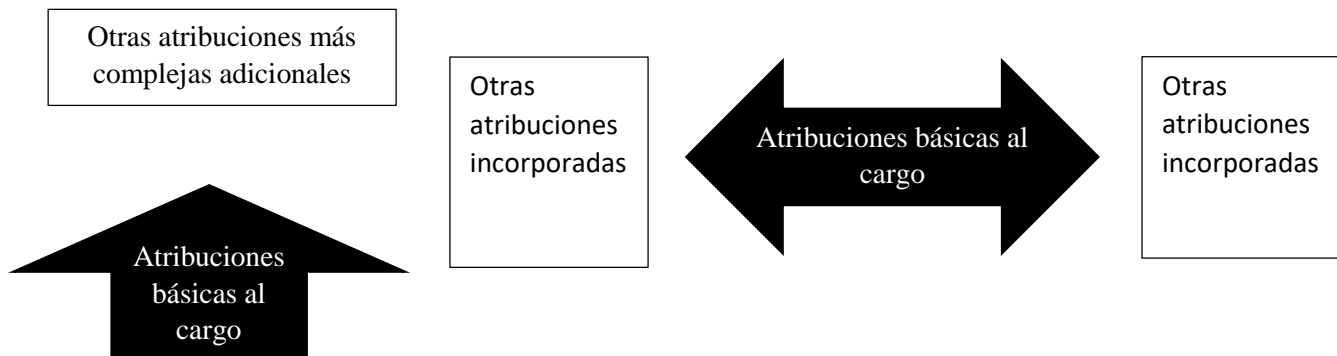 Otras atribuciones más
complejas adicionales
Atribuciones
básicas al
cargo
Otras
atribuciones
incorporadas
Atribuciones básicas al
cargo
Otras
atribuciones
incorporadas